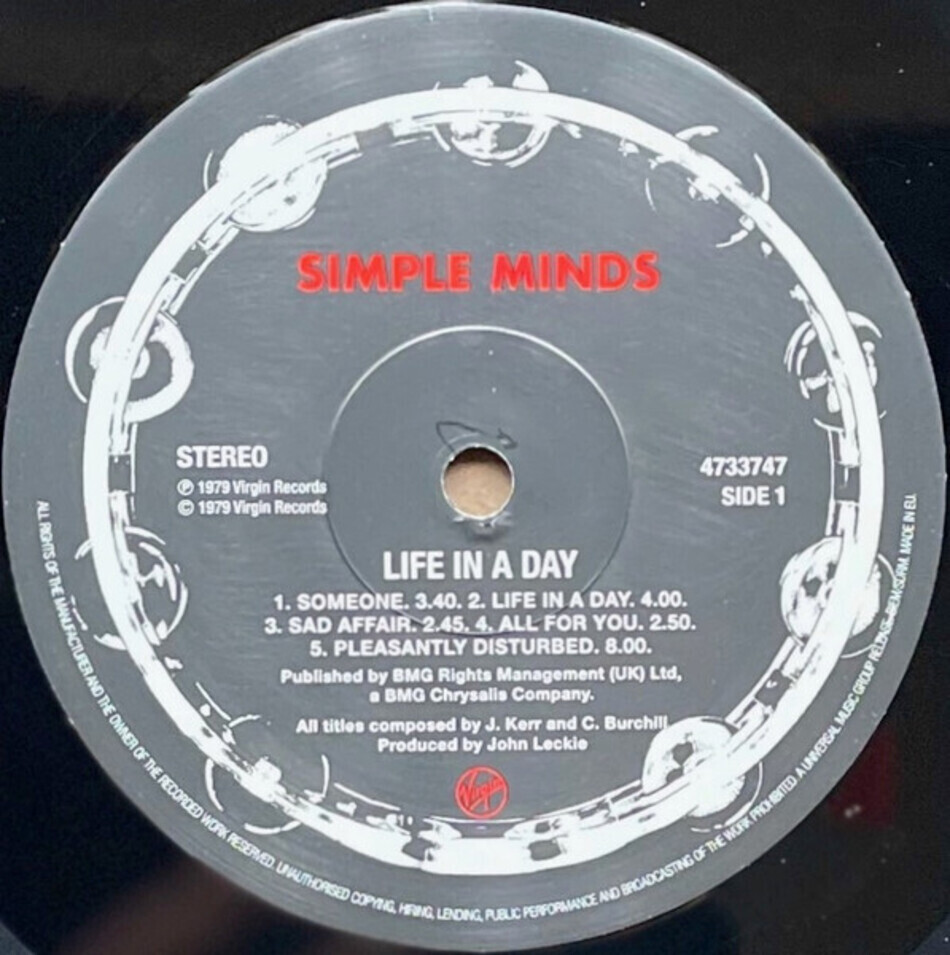 SIMPLE MINDS
STEREO
℗ 1979 Virgin Records
© 1979 Virgin Records
4733747
SIDE 1
LIFE IN A DAY
1. SOMEONE. 3.40. 2. LIFE IN A DAY. 4.00.
3. SAD AFFAIR. 2.45. 4. ALL FOR YOU. 2.50.
5. PLEASANTLY DISTURBED. 8.00.
Published by BMG Rights Management (UK) Ltd,
a BMG Chrysalis Company.
All titles composed by J. Kerr and C. Burchill
Produced by John Leckie
Virgin
ALL RIGHTS OF THE MANUFACTURER AND THE OWNER OF THE RECORDED WORK RESERVED. UNAUTHORISED COPYING, HIRING, LENDING, PUBLIC PERFORMANCE AND BROADCASTING OF THE WORK PROHIBITED. A UNIVERSAL MUSIC GROUP RELEASE. BIEM/SDRM. MADE IN EU.